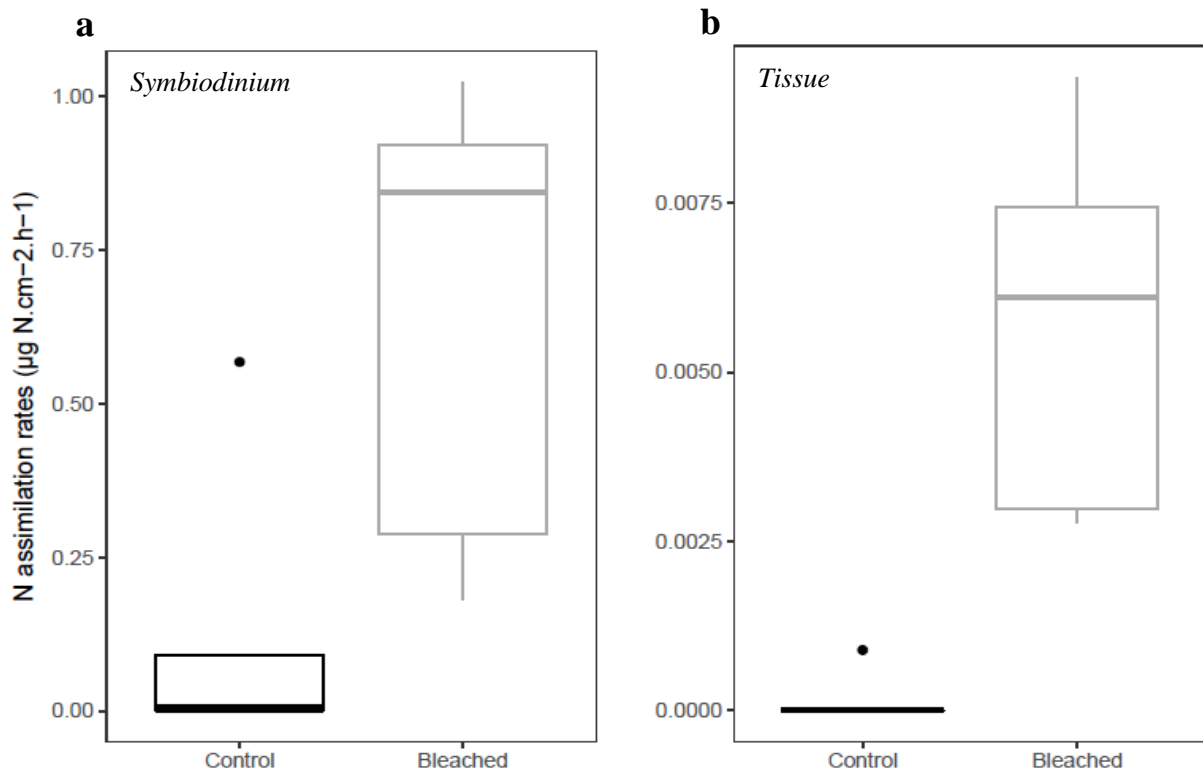 a
b
Symbiodinium
Tissue
N assimilation rates (µg N.cm−2.h−1)
1.00
0.75
0.50
0.25
0.00
0.0075
0.0050
0.0025
0.0000
Control
Bleached
Control
Bleached